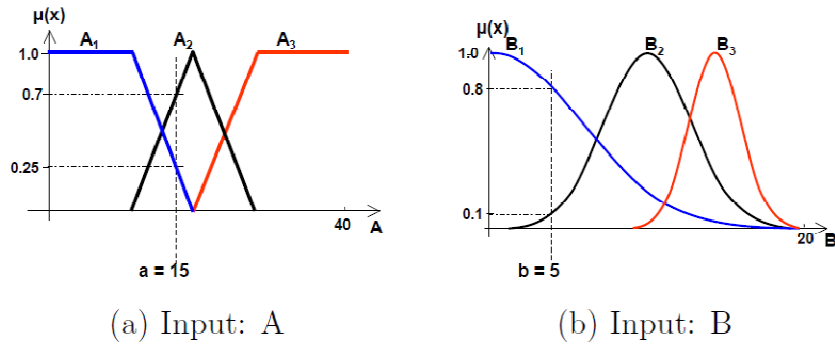 μ(x)
A₁ A₂ A₃
1.0
0.7
0.25
40
A
a = 15
(a) Input: A
μ(x)
B₁ B₂ B₃
1.0
0.8
0.1
20
B
b = 5
(b) Input: B